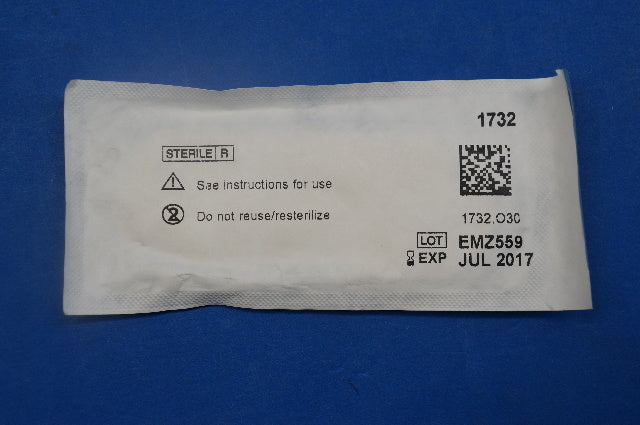 1732
STERILE R
See instructions for use
Do not reuse/resterilize
1732.O30
LOT EMZ559
EXP JUL 2017